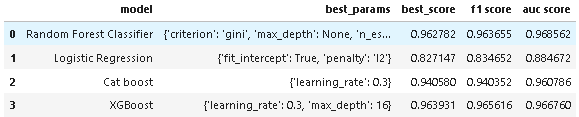 model best_params best_score f1 score auc score
0 Random Forest Classifier {'criterion': 'gini', 'max_depth': None, 'n_es... 0.962782 0.963655 0.968562
1 Logistic Regression {'fit_intercept': True, 'penalty': 'l2'} 0.827147 0.834652 0.884672
2 Cat boost {'learning_rate': 0.3} 0.940580 0.940352 0.960786
3 XGBoost {'learning_rate': 0.3, 'max_depth': 16} 0.963931 0.965616 0.966760